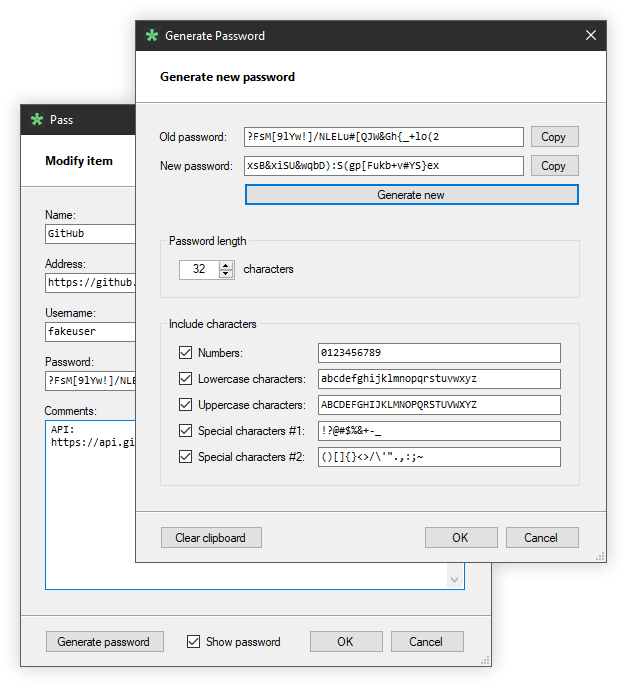 Generate Password
Generate new password
Old password: ?FsM[9lYw!]/NLELu#[QJW&Gh{_+lo(2 Copy
New password: xsB&xiSU&wqbD):S(gp[Fukb+v#YS}ex Copy
Generate new
Password length
32 characters
Include characters
Numbers: 0123456789
Lowercase characters: abcdefghijklmnopqrstuvwxyz
Uppercase characters: ABCDEFGHIJKLMNOPQRSTUVWXYZ
Special characters #1: !?@#$%&+-_
Special characters #2: ()[]{}<>/\'".,:;~
Clear clipboard OK Cancel
Pass
Modify item
Name:
GitHub
Address:
https://github.
Username:
fakeuser
Password:
?FsM[9lYw!]/NLE
Comments:
API:
https://api.gi
Generate password Show password OK Cancel